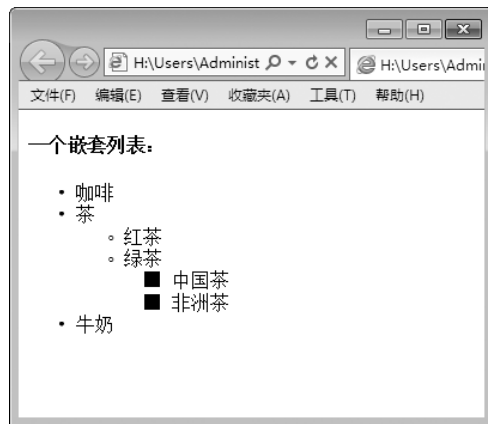 H:\Users\Administ
H:\Users\Admi
文件(F) 编辑(E) 查看(V) 收藏夹(A) 工具(T) 帮助(H)
一个嵌套列表：
• 咖啡
• 茶
◦ 红茶
◦ 绿茶
■ 中国茶
■ 非洲茶
• 牛奶